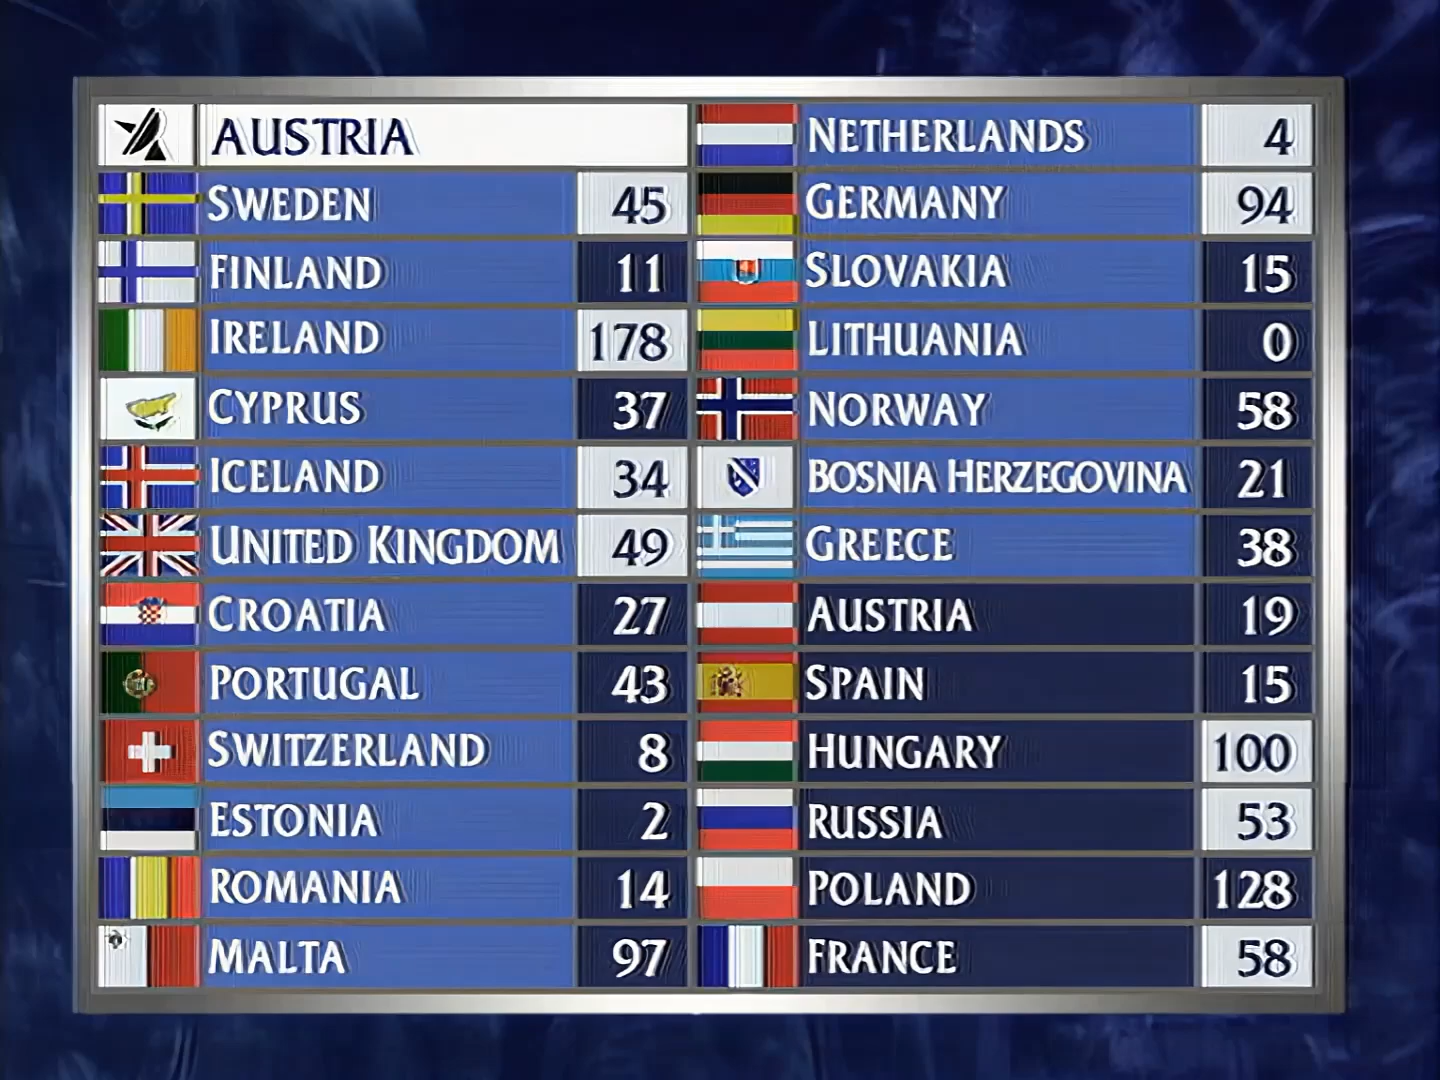 AUSTRIA
SWEDEN 45
FINLAND 11
IRELAND 178
CYPRUS 37
ICELAND 34
UNITED KINGDOM 49
CROATIA 27
PORTUGAL 43
SWITZERLAND 8
ESTONIA 2
ROMANIA 14
MALTA 97
NETHERLANDS 4
GERMANY 94
SLOVAKIA 15
LITHUANIA 0
NORWAY 58
BOSNIA HERZEGOVINA 21
GREECE 38
AUSTRIA 19
SPAIN 15
HUNGARY 100
RUSSIA 53
POLAND 128
FRANCE 58